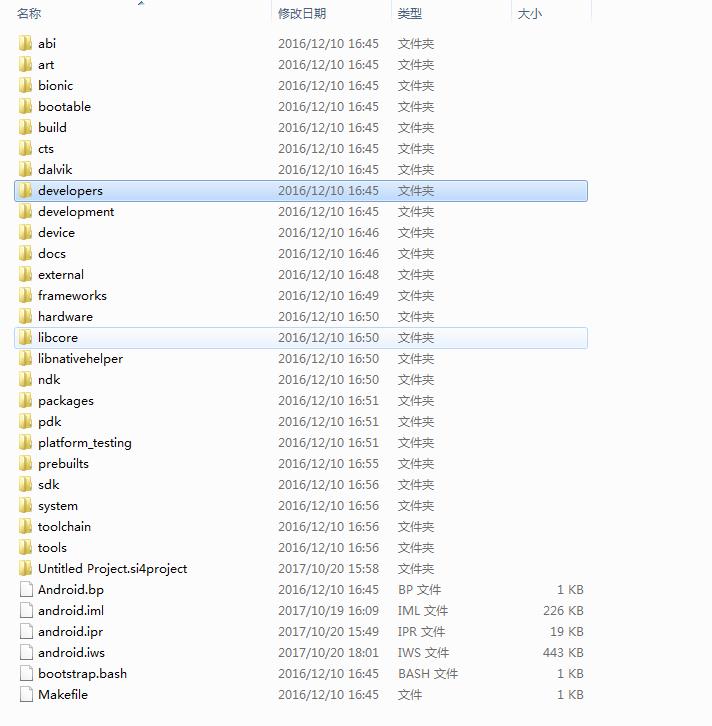 名称 修改日期 类型 大小
abi 2016/12/10 16:45 文件夹
art 2016/12/10 16:45 文件夹
bionic 2016/12/10 16:45 文件夹
bootable 2016/12/10 16:45 文件夹
build 2016/12/10 16:45 文件夹
cts 2016/12/10 16:45 文件夹
dalvik 2016/12/10 16:45 文件夹
developers 2016/12/10 16:45 文件夹
development 2016/12/10 16:45 文件夹
device 2016/12/10 16:46 文件夹
docs 2016/12/10 16:46 文件夹
external 2016/12/10 16:48 文件夹
frameworks 2016/12/10 16:49 文件夹
hardware 2016/12/10 16:50 文件夹
libcore 2016/12/10 16:50 文件夹
libnativehelper 2016/12/10 16:50 文件夹
ndk 2016/12/10 16:50 文件夹
packages 2016/12/10 16:51 文件夹
pdk 2016/12/10 16:51 文件夹
platform_testing 2016/12/10 16:51 文件夹
prebuilts 2016/12/10 16:55 文件夹
sdk 2016/12/10 16:56 文件夹
system 2016/12/10 16:56 文件夹
toolchain 2016/12/10 16:56 文件夹
tools 2016/12/10 16:56 文件夹
Untitled Project.si4project 2017/10/20 15:58 文件夹
Android.bp 2016/12/10 16:45 BP 文件 1 KB
android.iml 2017/10/19 16:09 IML 文件 226 KB
android.ipr 2017/10/20 15:49 IPR 文件 19 KB
android.iws 2017/10/20 18:01 IWS 文件 443 KB
bootstrap.bash 2016/12/10 16:45 BASH 文件 1 KB
Makefile 2016/12/10 16:45 文件 1 KB